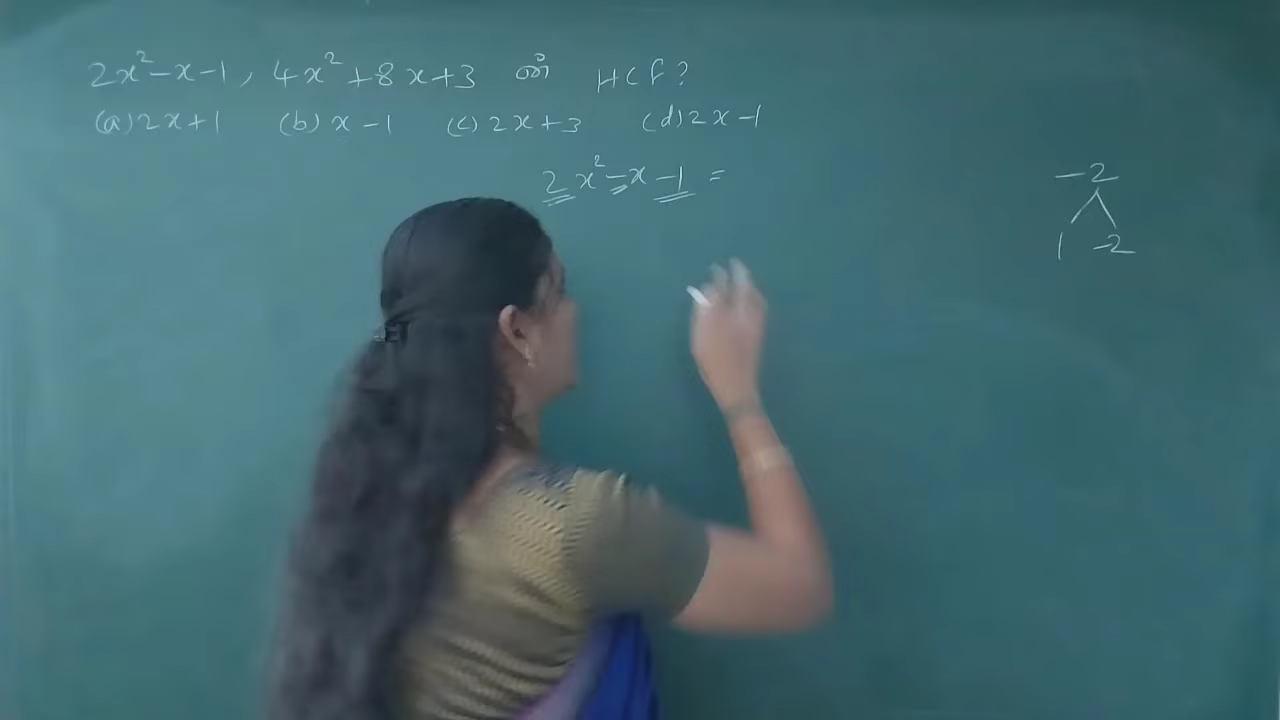 2x²-x-1, 4x²+8x+3 ன் HCF?
(a) 2x+1 (b) x-1 (c) 2x+3 (d) 2x-1
2x²-x-1 =
-2
1 -2